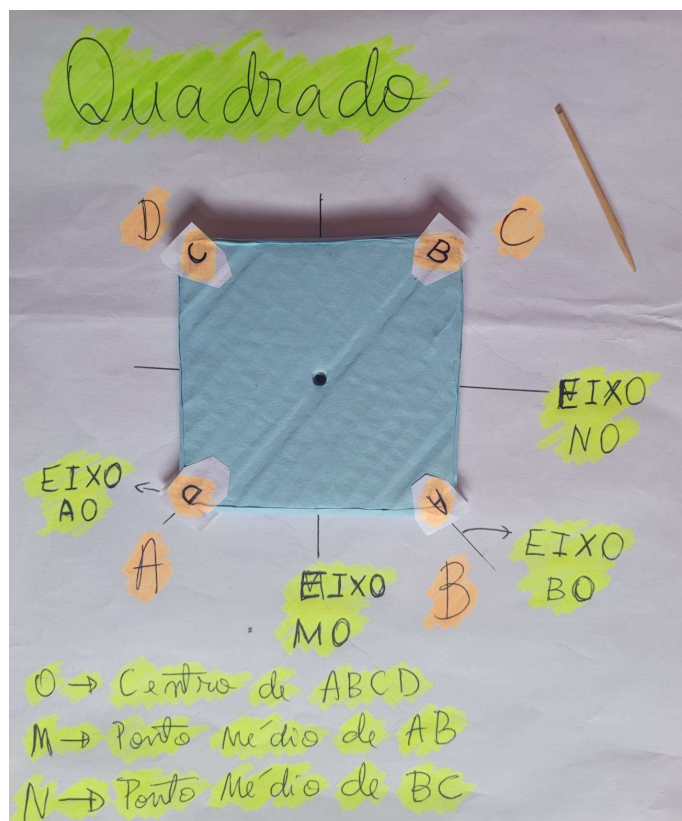 Quadrado
D
C
C
B
EIXO
NO
EIXO
AO
D
A
A
B
EIXO
BO
EIXO
MO
O → Centro de ABCD
M → Ponto Médio de AB
N → Ponto Médio de BC